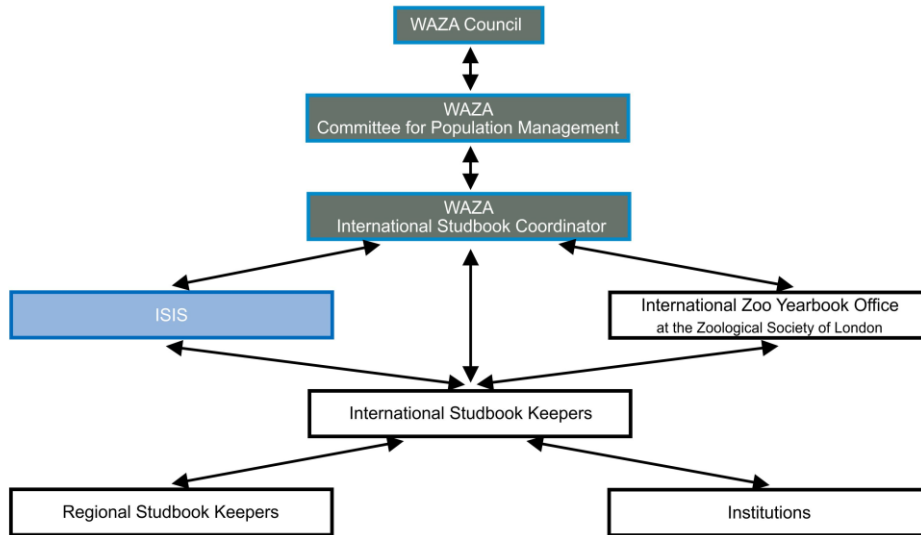 WAZA Council
WAZA
Committee for Population Management
WAZA
International Studbook Coordinator
ISIS
International Zoo Yearbook Office
at the Zoological Society of London
International Studbook Keepers
Regional Studbook Keepers
Institutions